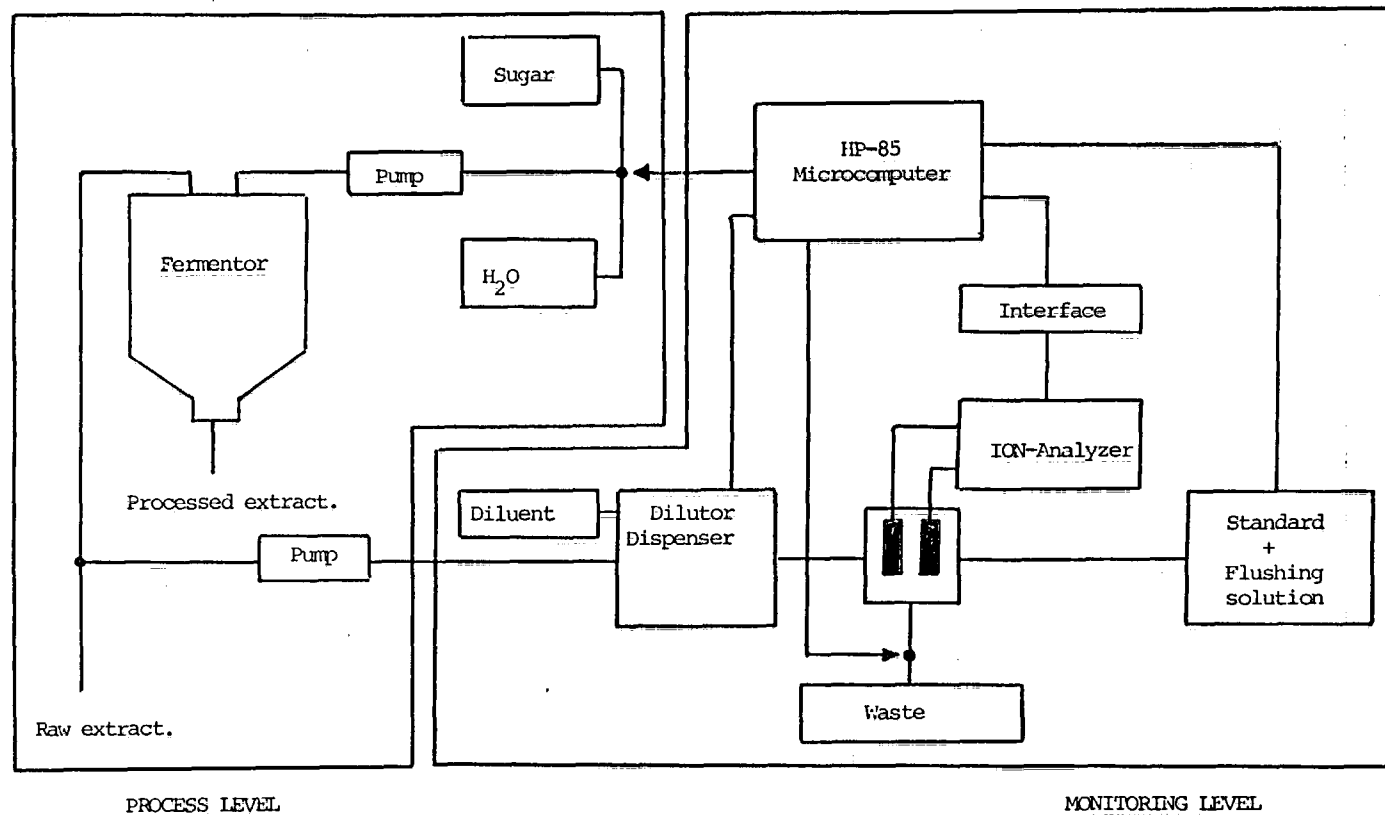 Sugar
HP-85
Microcomputer
Pump
Fermentor
H2O
Interface
ION-Analyzer
Processed extract.
Diluent
Dilutor
Dispenser
Standard
+
Flushing
solution
Pump
Waste
Raw extract.
PROCESS LEVEL
MONITORING LEVEL